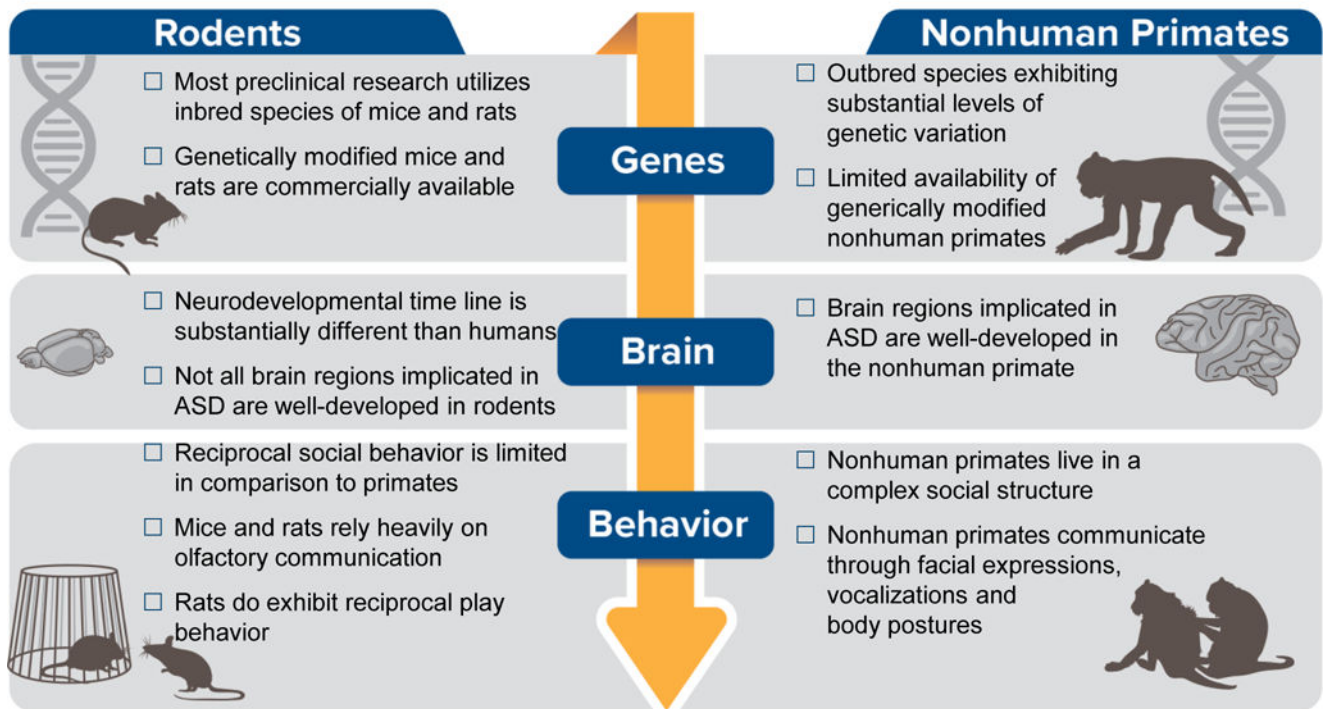 Rodents
Nonhuman Primates
Genes
☐ Most preclinical research utilizes
inbred species of mice and rats
☐ Genetically modified mice and
rats are commercially available
☐ Outbred species exhibiting
substantial levels of
genetic variation
☐ Limited availability of
generically modified
nonhuman primates
Brain
☐ Neurodevelopmental time line is
substantially different than humans
☐ Not all brain regions implicated in
ASD are well-developed in rodents
☐ Brain regions implicated in
ASD are well-developed in
the nonhuman primate
Behavior
☐ Reciprocal social behavior is limited
in comparison to primates
☐ Mice and rats rely heavily on
olfactory communication
☐ Rats do exhibit reciprocal play
behavior
☐ Nonhuman primates live in a
complex social structure
☐ Nonhuman primates communicate
through facial expressions,
vocalizations and
body postures